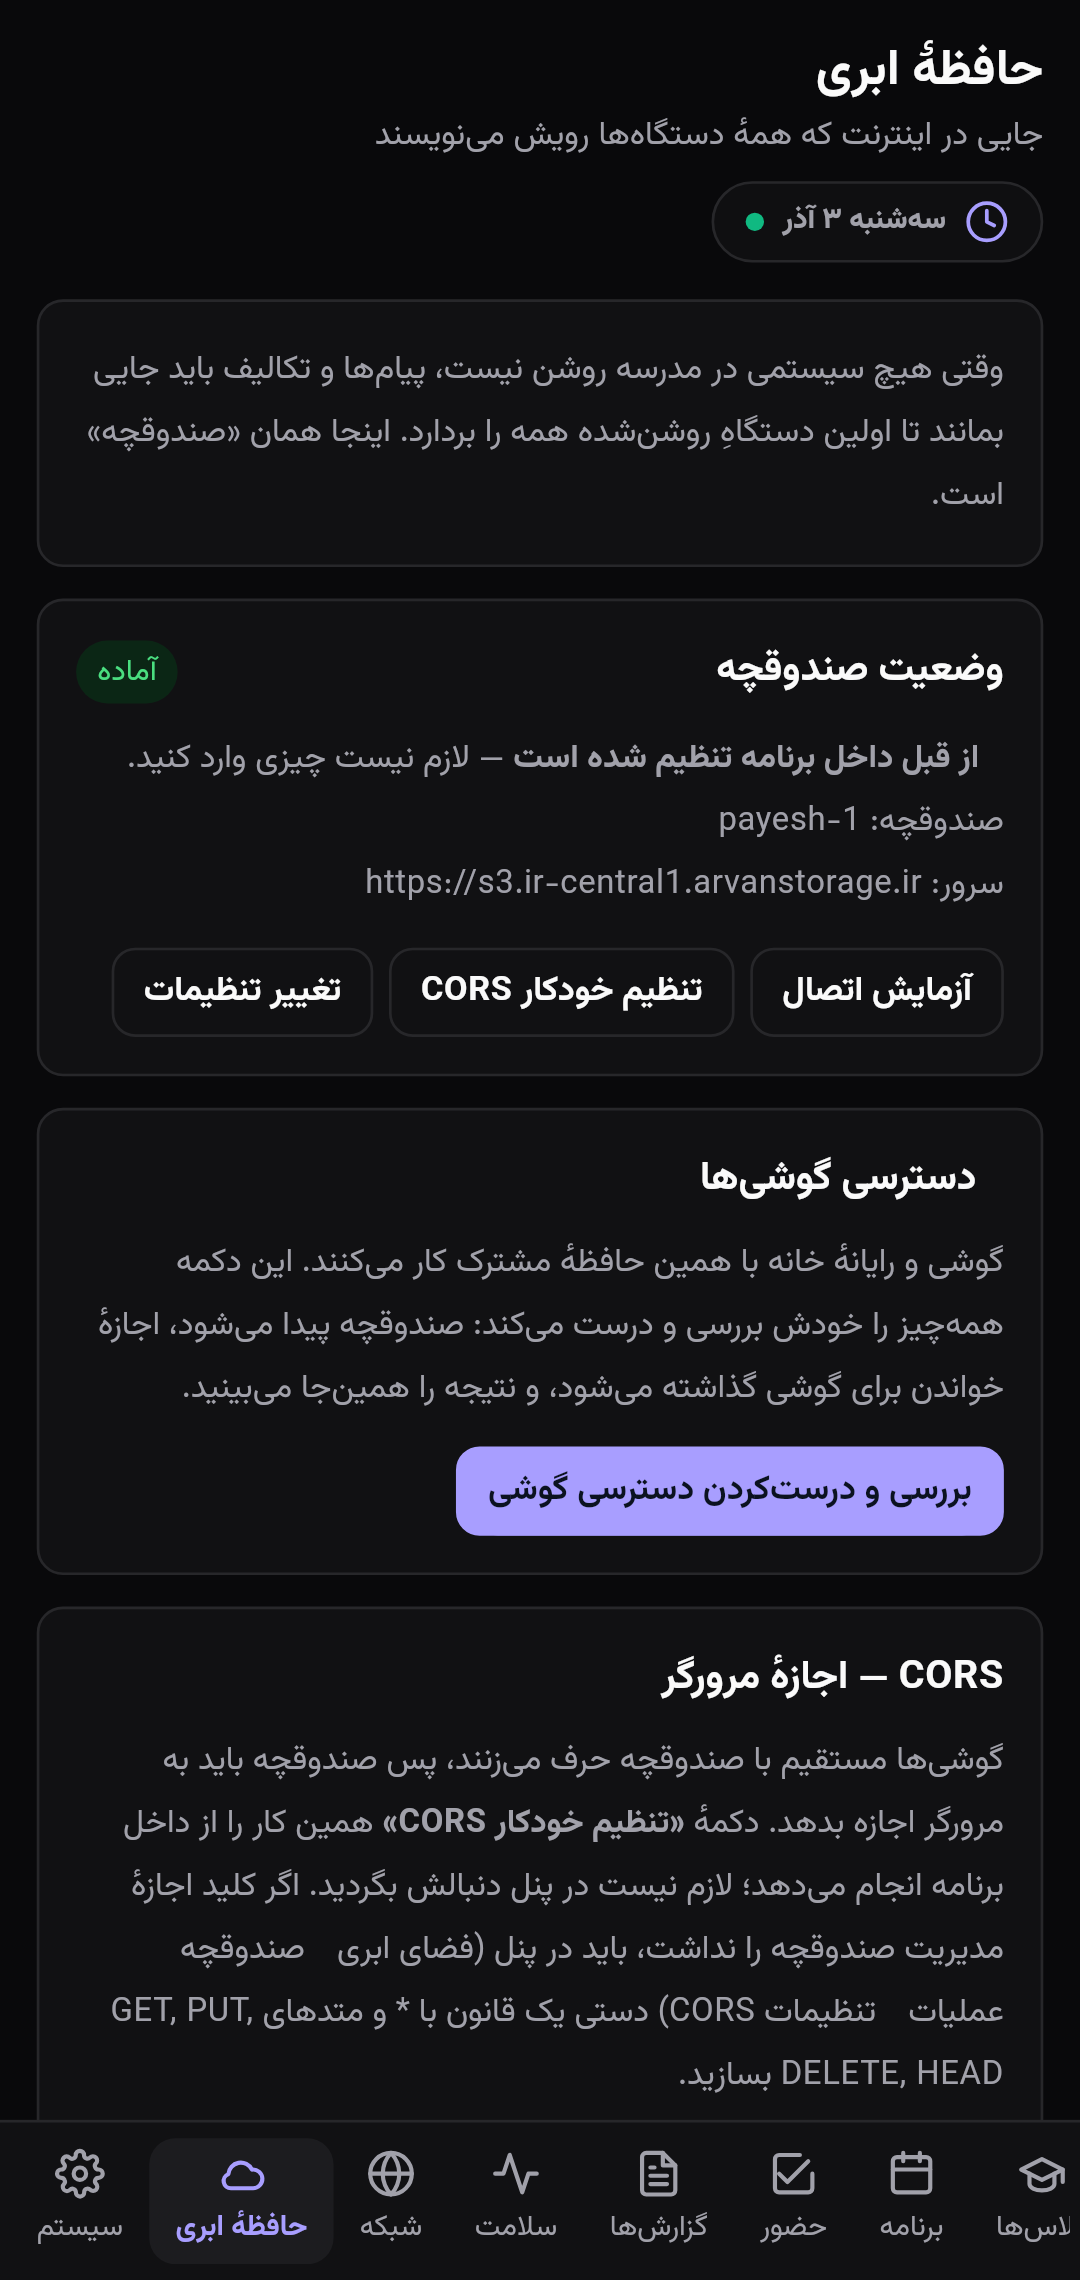 حافظهٔ ابری
جایی در اینترنت که همهٔ دستگاه‌ها رویش می‌نویسند
سه‌شنبه ۳ آذر
وقتی هیچ سیستمی در مدرسه روشن نیست، پیام‌ها و تکالیف باید جایی
بمانند تا اولین دستگاهِ روشن‌شده همه را بردارد. اینجا همان «صندوقچه»
است.
وضعیت صندوقچه
آماده
از قبل داخل برنامه تنظیم شده است — لازم نیست چیزی وارد کنید.
صندوقچه: payesh-1
سرور: https://s3.ir-central1.arvanstorage.ir
آزمایش اتصال
تنظیم خودکار CORS
تغییر تنظیمات
دسترسی گوشی‌ها
گوشی و رایانهٔ خانه با همین حافظهٔ مشترک کار می‌کنند. این دکمه
همه‌چیز را خودش بررسی و درست می‌کند: صندوقچه پیدا می‌شود، اجازهٔ
خواندن برای گوشی گذاشته می‌شود، و نتیجه را همین‌جا می‌بینید.
بررسی و درست‌کردن دسترسی گوشی
CORS — اجازهٔ مرورگر
گوشی‌ها مستقیم با صندوقچه حرف می‌زنند، پس صندوقچه باید به
مرورگر اجازه بدهد. دکمهٔ «تنظیم خودکار CORS» همین کار را از داخل
برنامه انجام می‌دهد؛ لازم نیست در پنل دنبالش بگردید. اگر کلید اجازهٔ
مدیریت صندوقچه را نداشت، باید در پنل (فضای ابری صندوقچه
عملیات تنظیمات CORS) دستی یک قانون با * و متدهای GET, PUT,
DELETE, HEAD بسازید.
لاس‌ها
برنامه
حضور
گزارش‌ها
سلامت
شبکه
حافظهٔ ابری
سیستم